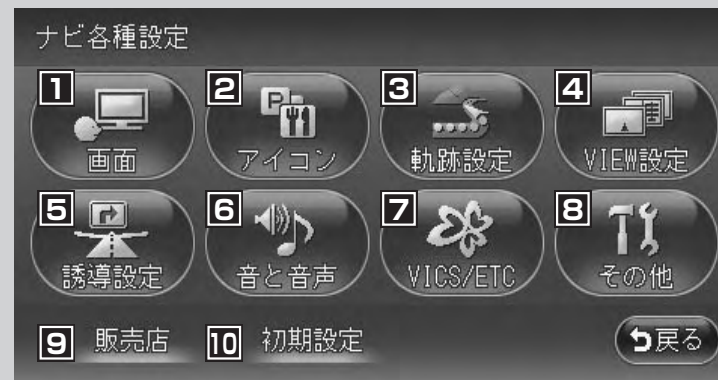 ナビ各種設定
1 2 3 4
画面 アイコン 軌跡設定 VIEW設定
5 6 7 8
誘導設定 音と音声 VICS/ETC その他
9 販売店 10 初期設定 戻る